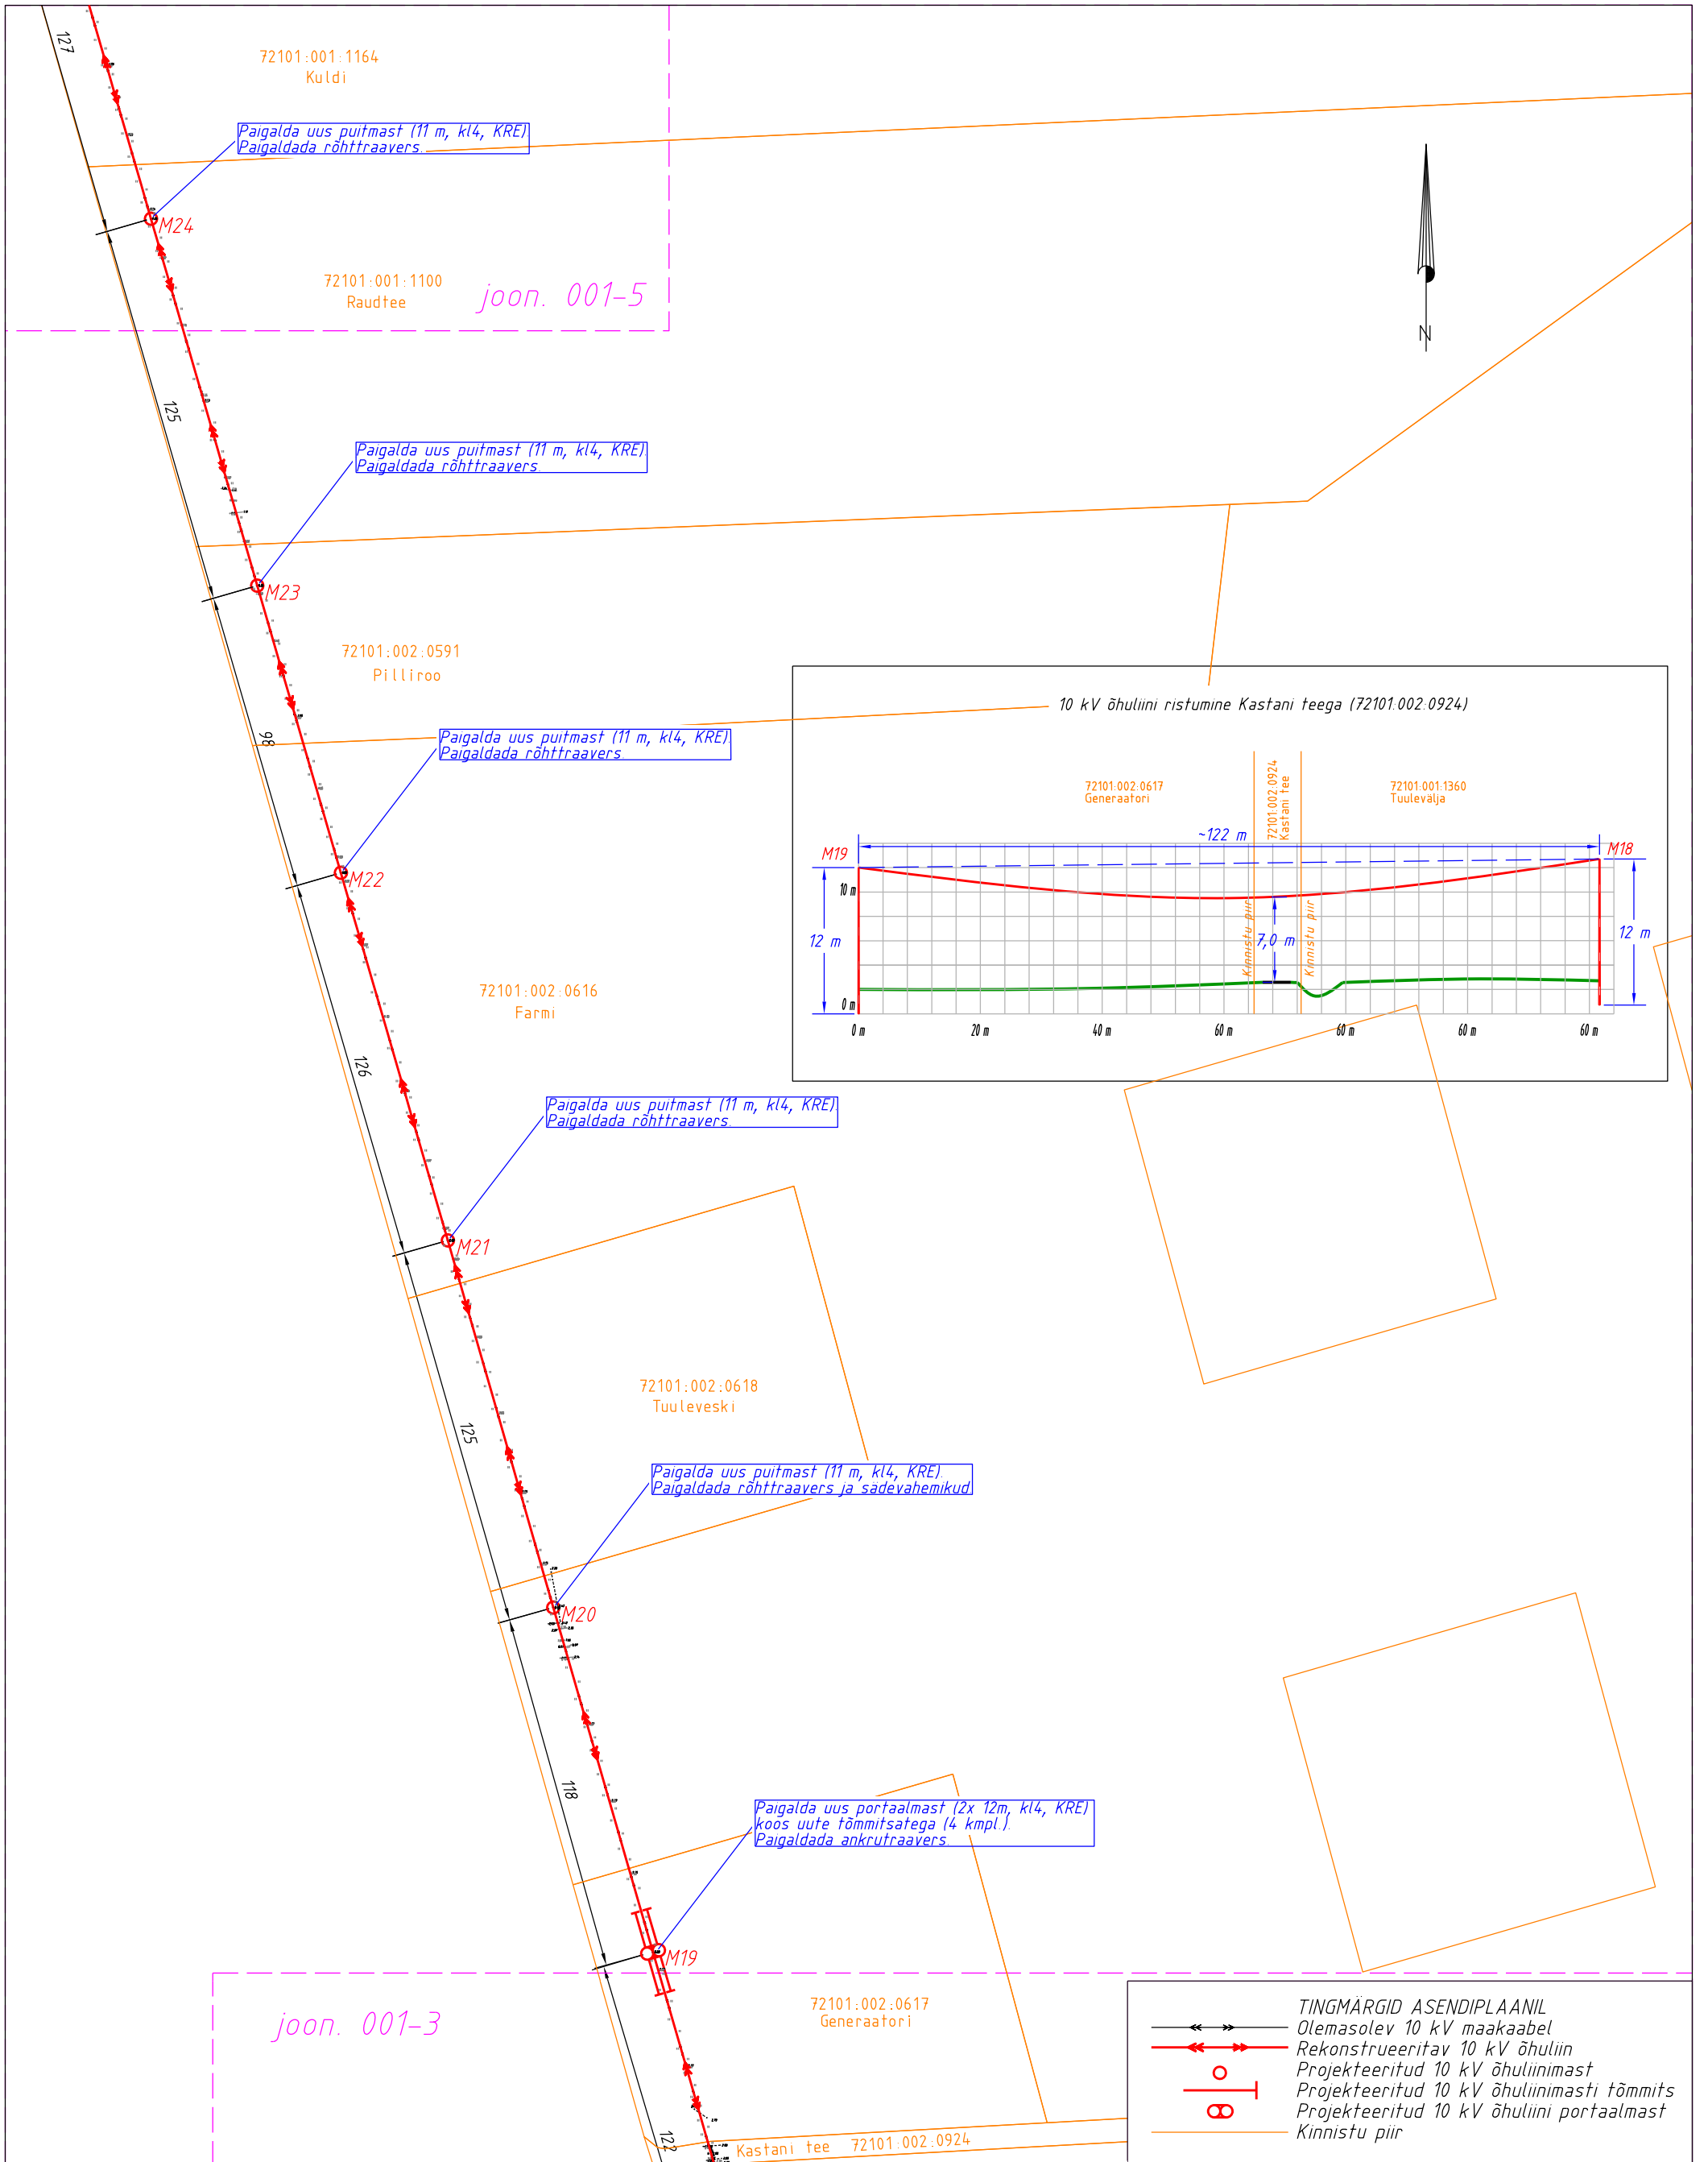 127
72101:001:1164
Kuldi
Paigalda uus puitmast (11 m, kl4, KRE).
Paigaldada rõhttraavers.
M24
72101:001:1100
Raudtee
joon. 001-5
N
125
Paigalda uus puitmast (11 m, kl4, KRE).
Paigaldada rõhttraavers.
M23
72101:002:0591
Pilliroo
98
Paigalda uus puitmast (11 m, kl4, KRE).
Paigaldada rõhttraavers.
M22
10 kV õhuliini ristumine Kastani teega (72101:002:0924)
72101:002:0617
Generaatori
72101:002:0924
Kastani tee
72101:001:1360
Tuulevälja
~122 m
M19
M18
10 m
12 m
Kinnistu piir
7,0 m
Kinnistu piir
12 m
0 m
0 m
20 m
40 m
60 m
60 m
60 m
60 m
72101:002:0616
Farmi
126
Paigalda uus puitmast (11 m, kl4, KRE).
Paigaldada rõhttraavers.
M21
72101:002:0618
Tuuleveski
125
Paigalda uus puitmast (11 m, kl4, KRE).
Paigaldada rõhttraavers ja sädevahemikud.
M20
118
Paigalda uus portaalmast (2x 12m, kl4, KRE)
koos uute tõmmitsatega (4 kmpl.).
Paigaldada ankrutraavers.
M19
72101:002:0617
Generaatori
joon. 001-3
122
Kastani tee 72101:002:0924
TINGMÄRGID ASENDIPLAANIL
Olemasolev 10 kV maakaabel
Rekonstrueeritav 10 kV õhuliin
Projekteeritud 10 kV õhuliinimast
Projekteeritud 10 kV õhuliinimasti tõmmits
Projekteeritud 10 kV õhuliini portaalmast
Kinnistu piir